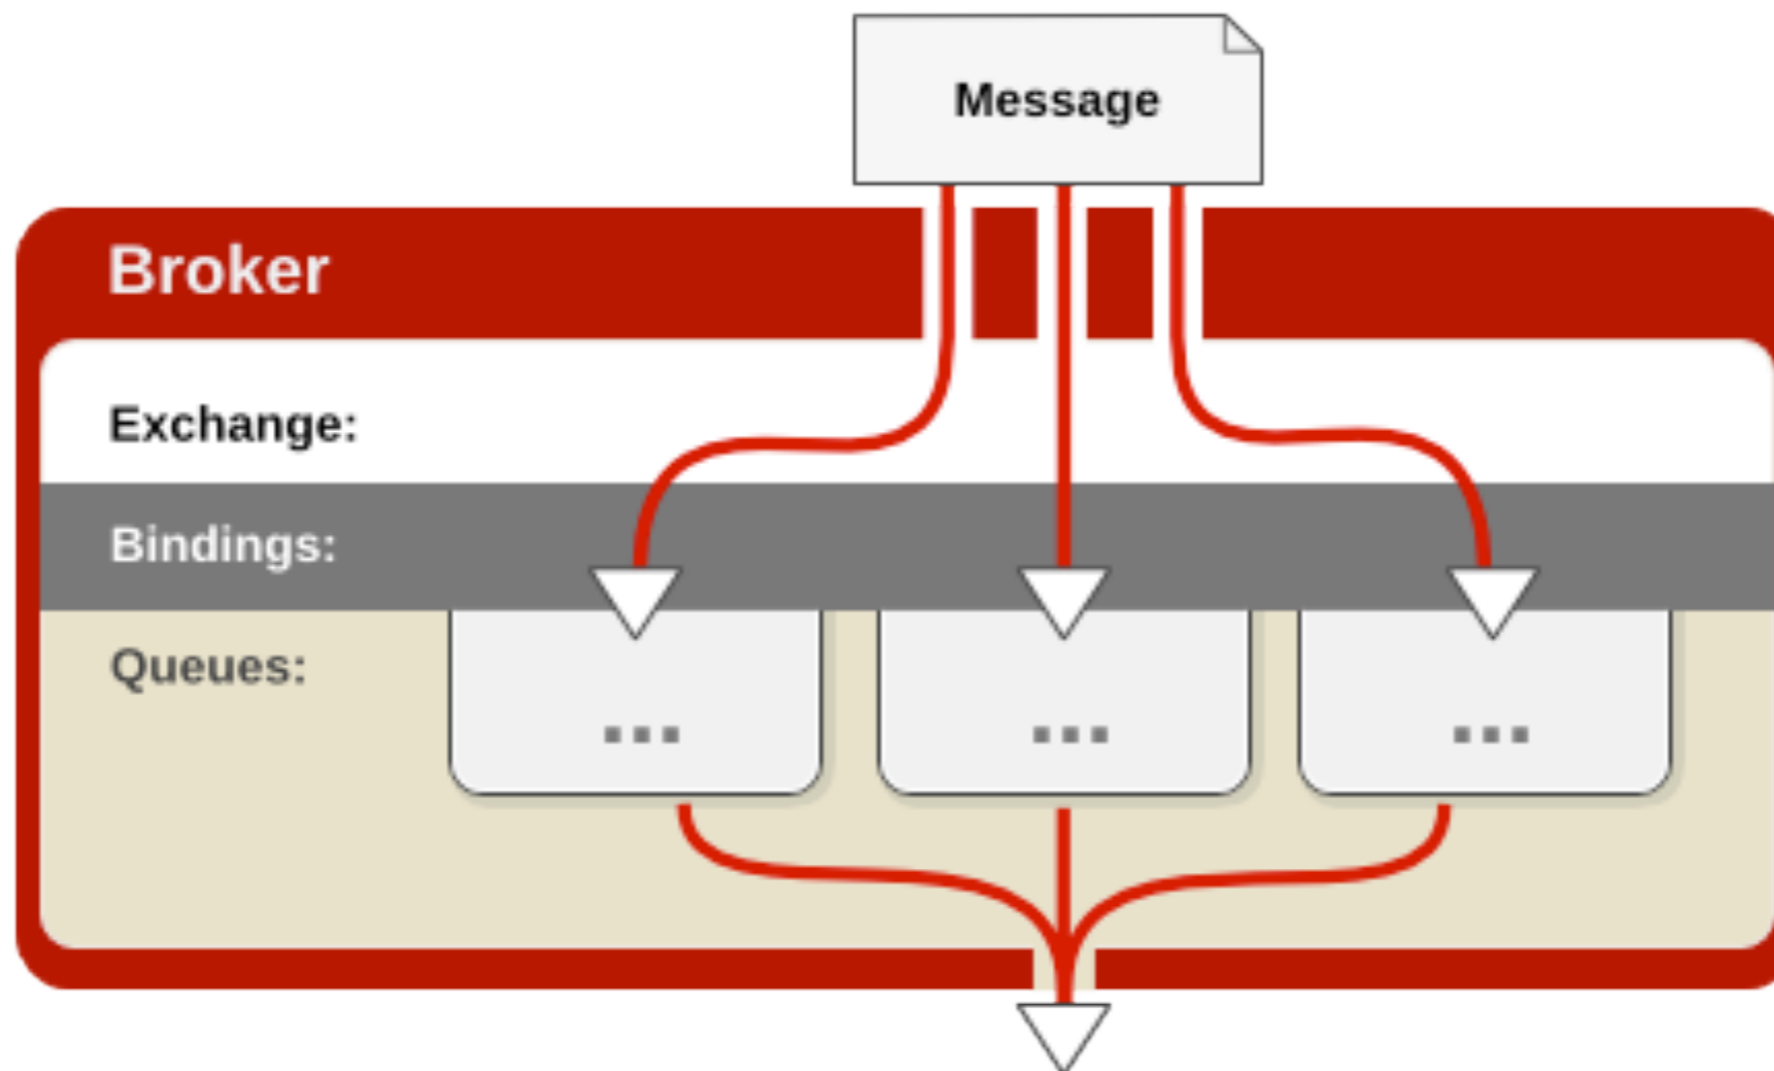 Message
Broker
Exchange:
Bindings:
Queues:
...
...
...